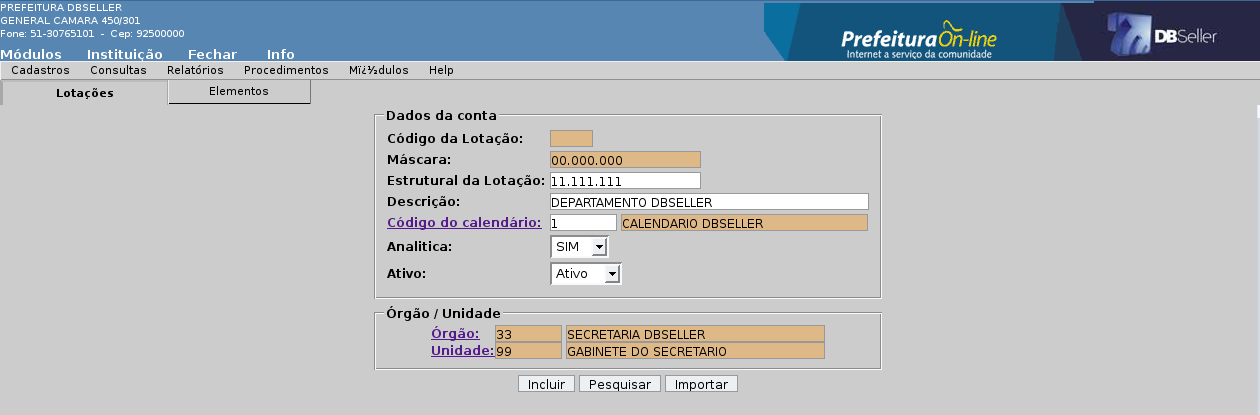 PREFEITURA DBSELLER
GENERAL CAMARA 450/301
Fone: 51-30765101 - Cep: 92500000
Módulos Instituição Fechar Info
PrefeituraOn-line
Internet a serviço da comunidade
DBSeller
Cadastros Consultas Relatórios Procedimentos Mï¿½dulos Help
Lotações Elementos
Dados da conta
Código da Lotação:
Máscara: 00.000.000
Estrutural da Lotação: 11.111.111
Descrição: DEPARTAMENTO DBSELLER
Código do calendário: 1 CALENDARIO DBSELLER
Analitica: SIM
Ativo: Ativo
Órgão / Unidade
Órgão: 33 SECRETARIA DBSELLER
Unidade: 99 GABINETE DO SECRETARIO
Incluir Pesquisar Importar